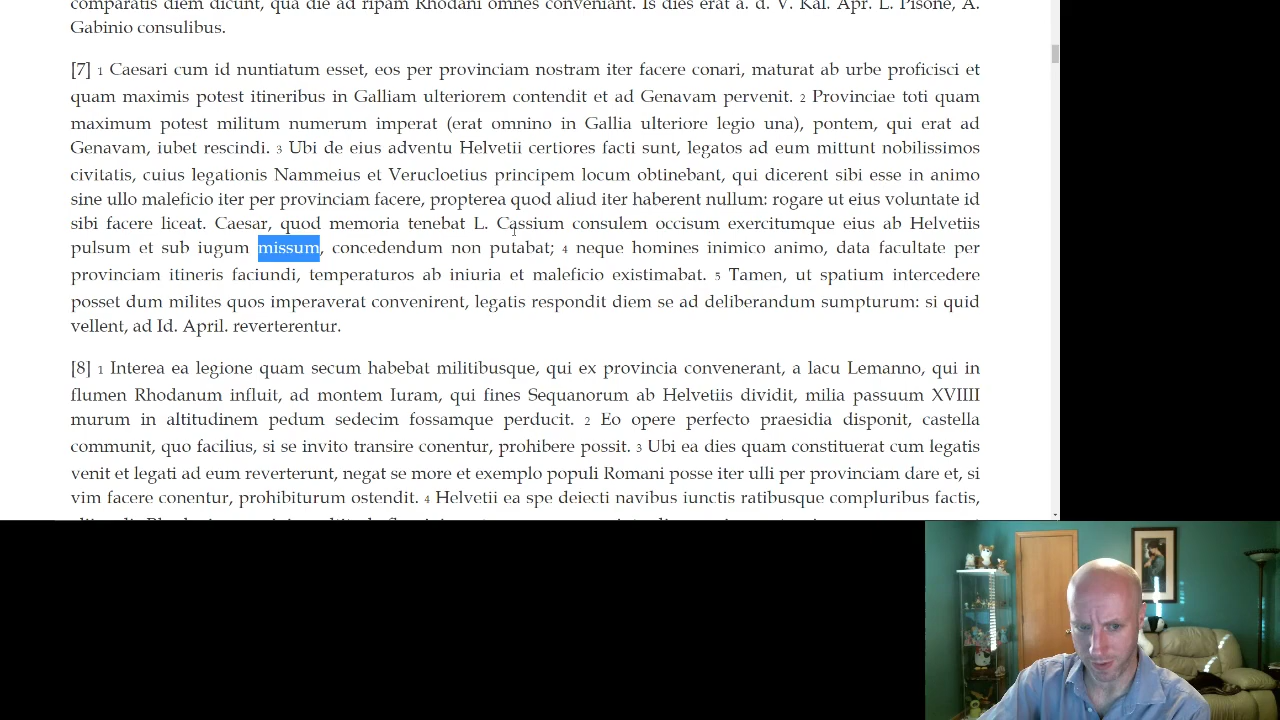 comparatis diem dicunt, qua die ad ripam Rhodani omnes conveniant. Is dies erat a. d. V. Kal. Apr. L. Pisone, A.
Gabinio consulibus.
[7] 1 Caesari cum id nuntiatum esset, eos per provinciam nostram iter facere conari, maturat ab urbe proficisci et
quam maximis potest itineribus in Galliam ulteriorem contendit et ad Genavam pervenit. 2 Provinciae toti quam
maximum potest militum numerum imperat (erat omnino in Gallia ulteriore legio una), pontem, qui erat ad
Genavam, iubet rescindi. 3 Ubi de eius adventu Helvetii certiores facti sunt, legatos ad eum mittunt nobilissimos
civitatis, cuius legationis Nammeius et Verucloetius principem locum obtinebant, qui dicerent sibi esse in animo
sine ullo maleficio iter per provinciam facere, propterea quod aliud iter haberent nullum: rogare ut eius voluntate id
sibi facere liceat. Caesar, quod memoria tenebat L. Cassium consulem occisum exercitumque eius ab Helvetiis
pulsum et sub iugum missum, concedendum non putabat; 4 neque homines inimico animo, data facultate per
provinciam itineris faciundi, temperaturos ab iniuria et maleficio existimabat. 5 Tamen, ut spatium intercedere
posset dum milites quos imperaverat convenirent, legatis respondit diem se ad deliberandum sumpturum: si quid
vellent, ad Id. April. reverterentur.
[8] 1 Interea ea legione quam secum habebat militibusque, qui ex provincia convenerant, a lacu Lemanno, qui in
flumen Rhodanum influit, ad montem Iuram, qui fines Sequanorum ab Helvetiis dividit, milia passuum XVIIII
murum in altitudinem pedum sedecim fossamque perducit. 2 Eo opere perfecto praesidia disponit, castella
communit, quo facilius, si se invito transire conentur, prohibere possit. 3 Ubi ea dies quam constituerat cum legatis
venit et legati ad eum reverterunt, negat se more et exemplo populi Romani posse iter ulli per provinciam dare et, si
vim facere conentur, prohibiturum ostendit. 4 Helvetii ea spe deiecti navibus iunctis ratibusque compluribus factis,